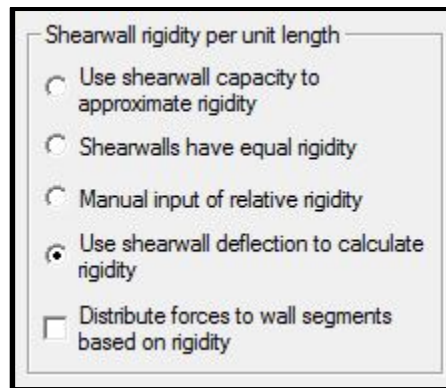 Shearwall rigidity per unit length
Use shearwall capacity to
approximate rigidity
Shearwalls have equal rigidity
Manual input of relative rigidity
Use shearwall deflection to calculate
rigidity
Distribute forces to wall segments
based on rigidity